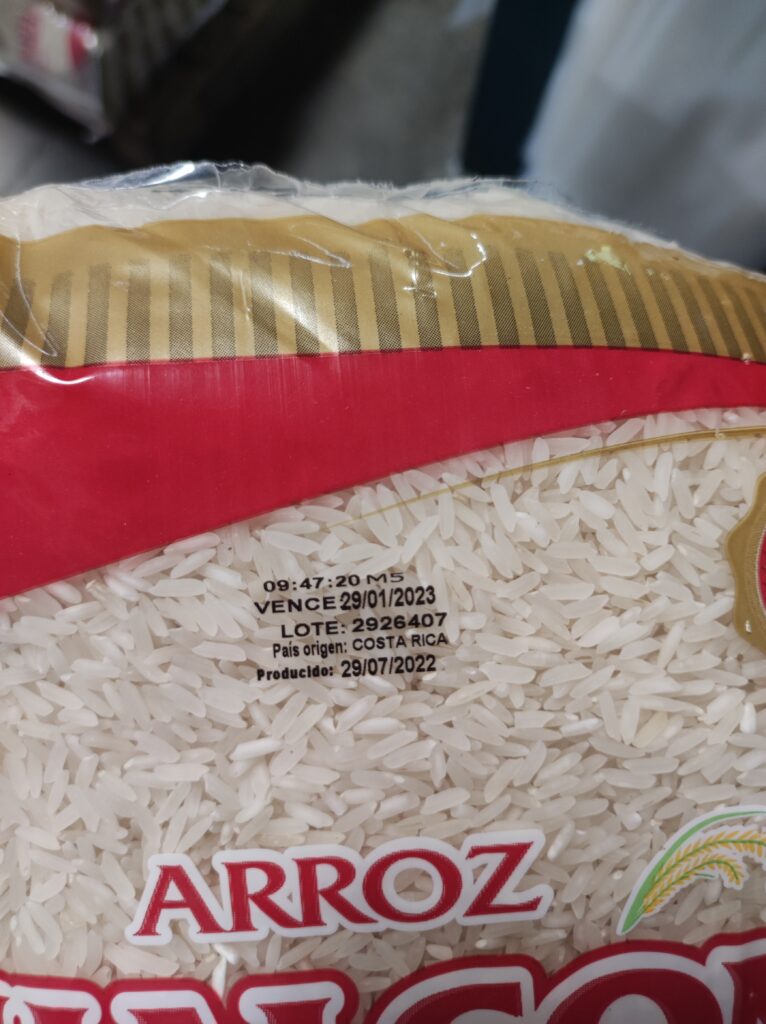 09:47:20 M5
VENCE 29/01/2023
LOTE: 2926407
País origen: COSTA RICA
Producido: 29/07/2022
ARROZ